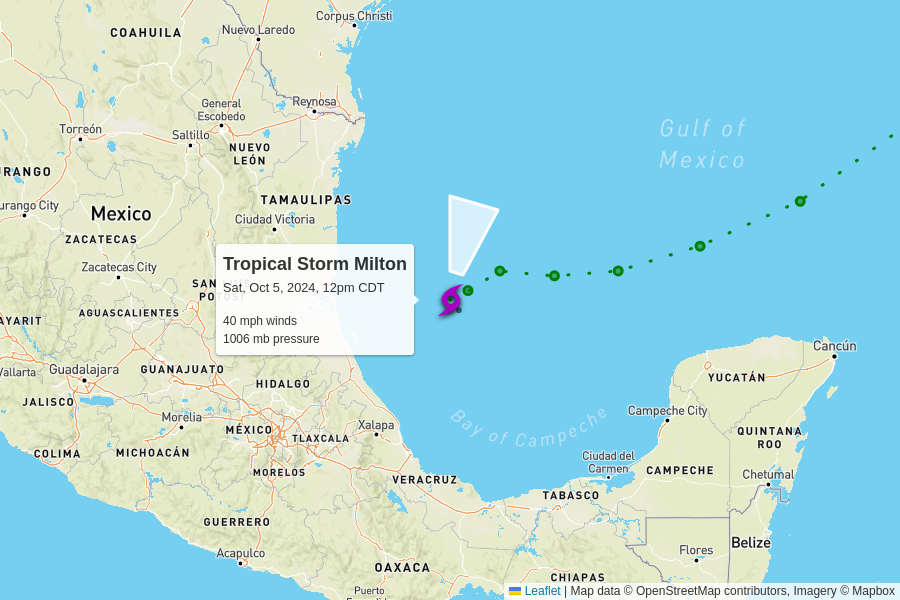 Corpus Christi
COAHUILA
Nuevo Laredo
General
Escobedo
Reynosa
Torreón
Saltillo
Gulf of
Mexico
NUEVO
LEÓN
RANGO
TAMAULIPAS
urango City
Mexico
Ciudad Victoria
ZACATECAS
Tropical Storm Milton
Zacatecas City
Sat, Oct 5, 2024, 12pm CDT
SAN
POTOSÍ
AGUASCALIENTES
AYARIT
40 mph winds
1006 mb pressure
Cancún
Vallarta
Guadalajara
GUANAJUATO
YUCATÁN
HIDALGO
JALISCO
Morelia
Xalapa
Bay of Campeche
Campeche City
MÉXICO
TLAXCALA
QUINTANA
ROO
COLIMA
MICHOACÁN
Ciudad del
Carmen
CAMPECHE
MORELOS
VERACRUZ
Chetumal
TABASCO
GUERRERO
Belize
Acapulco
Flores
OAXACA
CHIAPAS
Puerto
Leaflet | Map data © OpenStreetMap contributors, Imagery © Mapbox